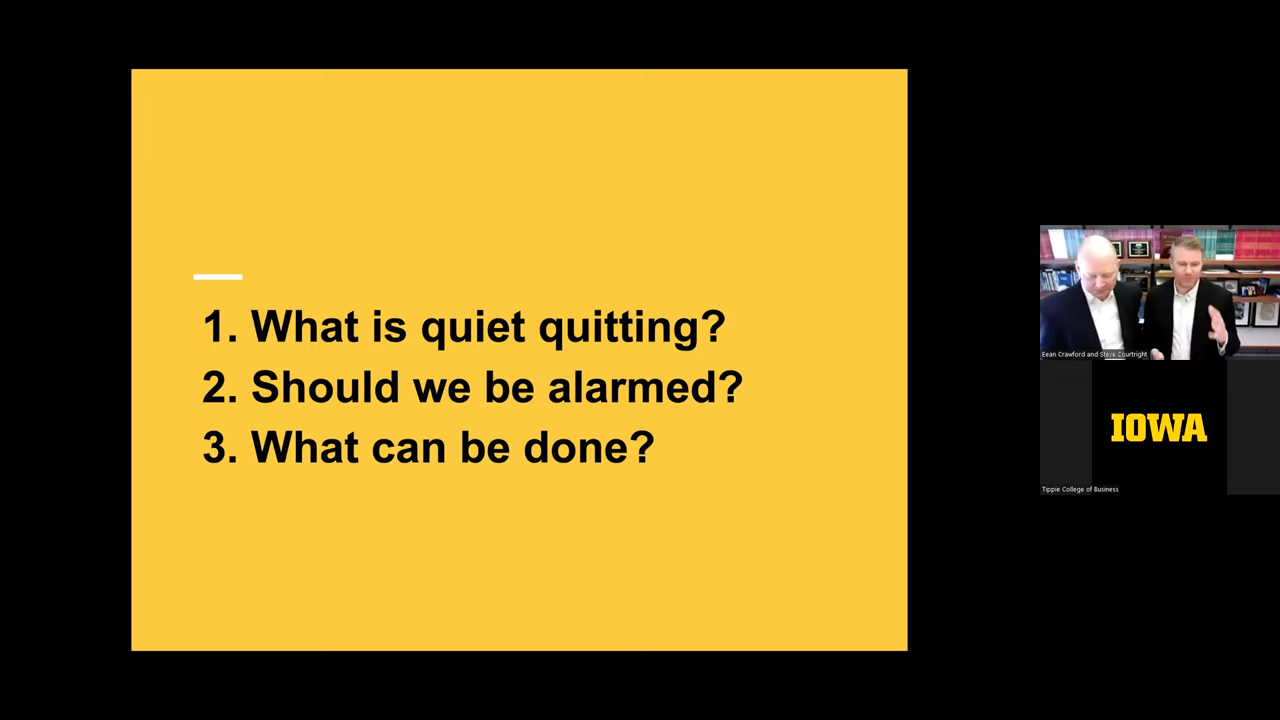 1. What is quiet quitting?
2. Should we be alarmed?
3. What can be done?
Eean Crawford and Steve Courtright
IOWA
Tippie College of Business